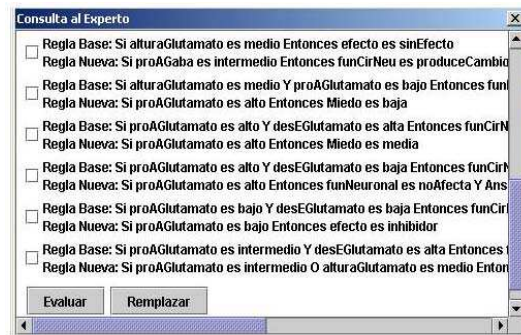 Consulta al Experto
Regla Base: Si alturaGlutamato es medio Entonces efecto es sinEfecto
Regla Nueva: Si proAGaba es intermedio Entonces funCirNeu es produceCambio
Regla Base: Si alturaGlutamato es medio Y proAGlutamato es bajo Entonces
Regla Nueva: Si proAGlutamato es alto Entonces Miedo es baja
Regla Base: Si proAGlutamato es alto Y desEGlutamato es alta Entonces funCirN
Regla Nueva: Si proAGlutamato es alto Entonces Miedo es media
Regla Base: Si proAGlutamato es alto Y desEGlutamato es baja Entonces funCirN
Regla Nueva: Si proAGlutamato es alto Entonces funNeuronal es noAfecta Y Ans
Regla Base: Si proAGlutamato es bajo Y desEGlutamato es baja Entonces funCir
Regla Nueva: Si proAGlutamato es bajo Entonces efecto es inhibidor
Regla Base: Si proAGlutamato es intermedio Y desEGlutamato es alta Entonces
Regla Nueva: Si proAGlutamato es intermedio O alturaGlutamato es medio Enton
Evaluar Remplazar